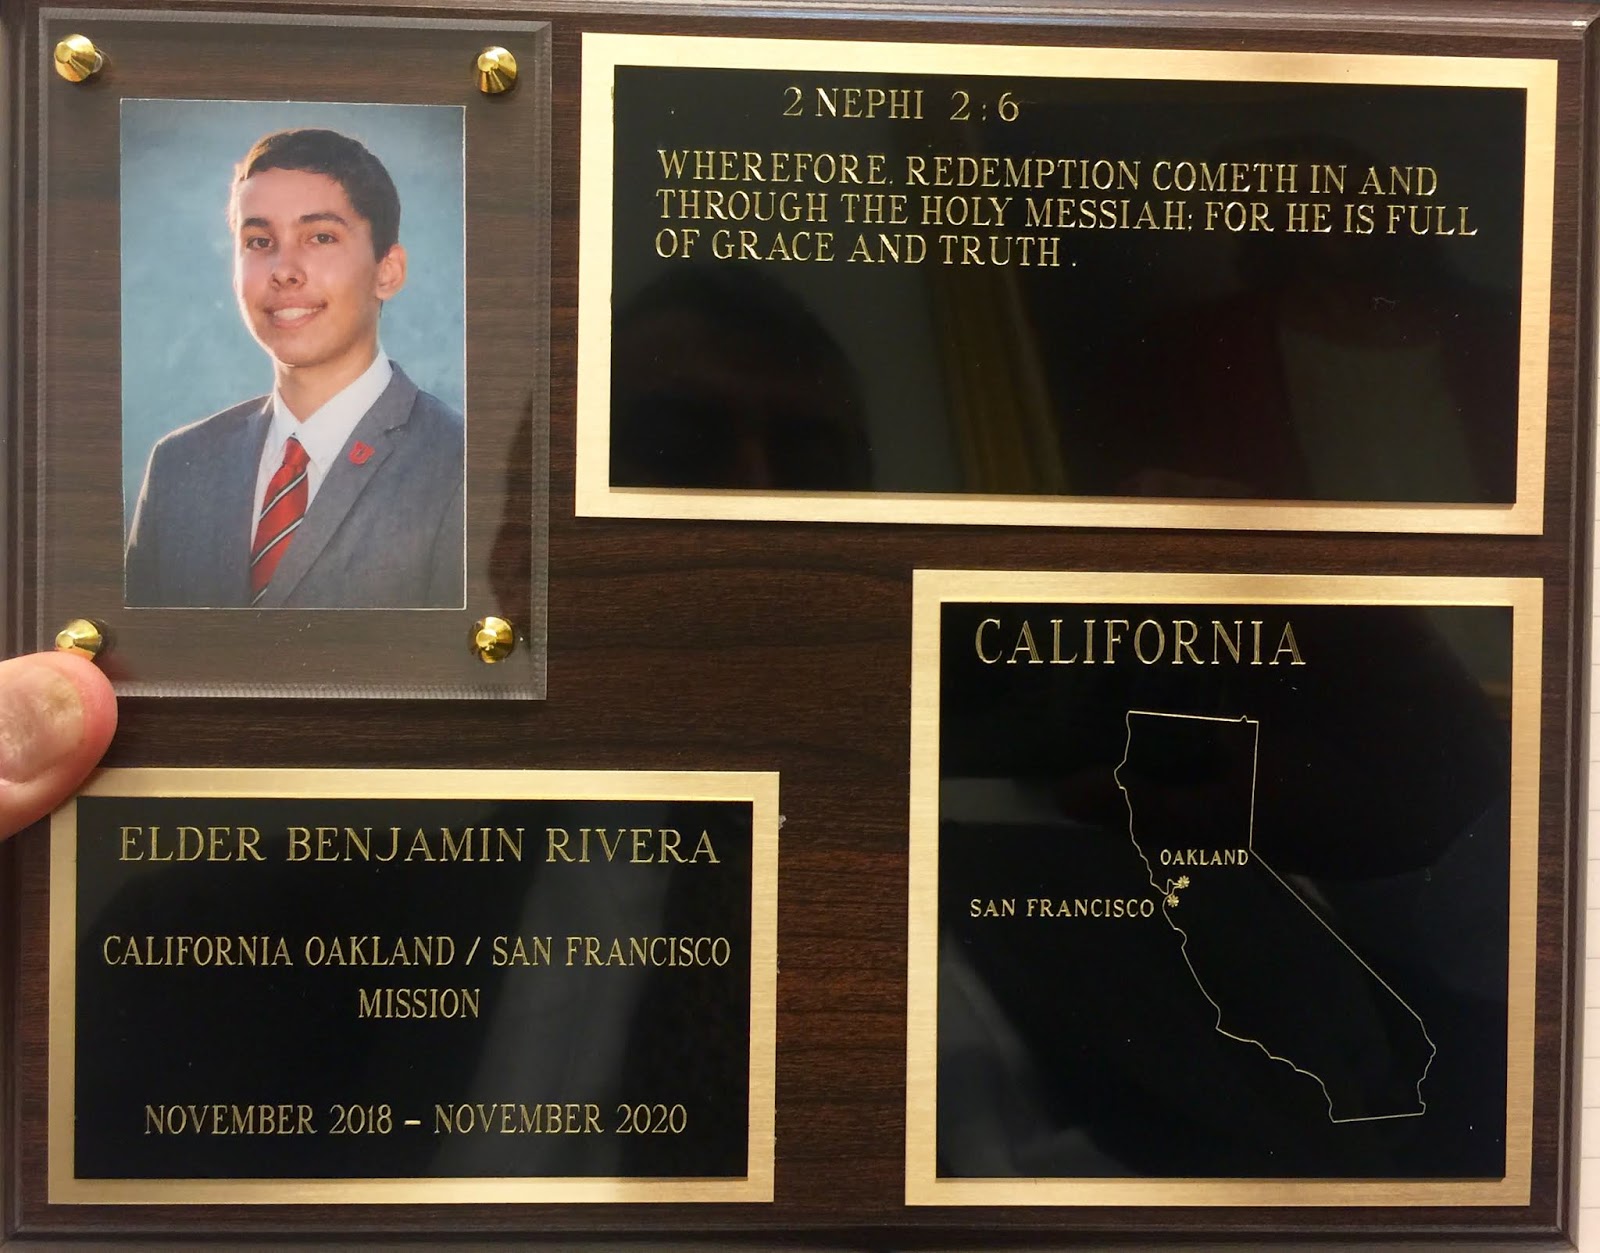 2 NEPHI 2:6
WHEREFORE. REDEMPTION COMETH IN AND
THROUGH THE HOLY MESSIAH; FOR HE IS FULL
OF GRACE AND TRUTH.
ELDER BENJAMIN RIVERA
CALIFORNIA OAKLAND / SAN FRANCISCO
MISSION
NOVEMBER 2018 – NOVEMBER 2020
CALIFORNIA
OAKLAND
SAN FRANCISCO